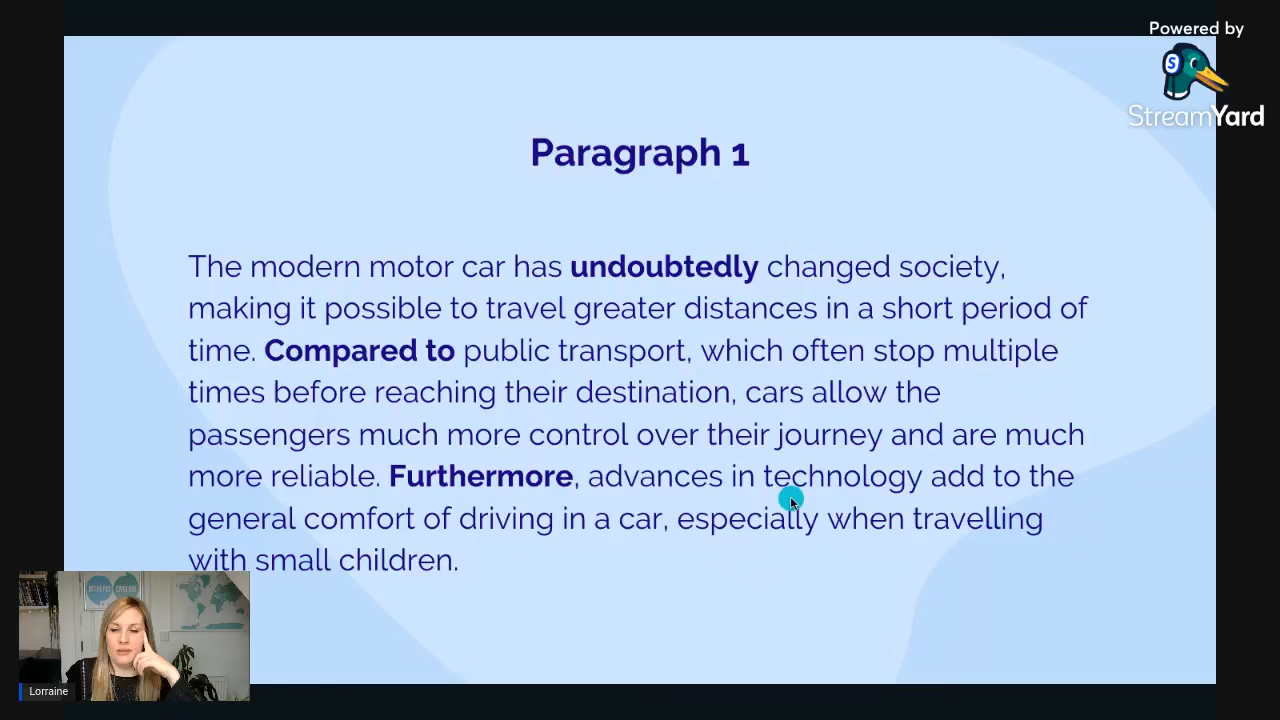 Powered by
StreamYard
Paragraph 1
The modern motor car has undoubtedly changed society,
making it possible to travel greater distances in a short period of
time. Compared to public transport, which often stop multiple
times before reaching their destination, cars allow the
passengers much more control over their journey and are much
more reliable. Furthermore, advances in technology add to the
general comfort of driving in a car, especially when travelling
with small children.
INTREPID ENGLISH
Lorraine